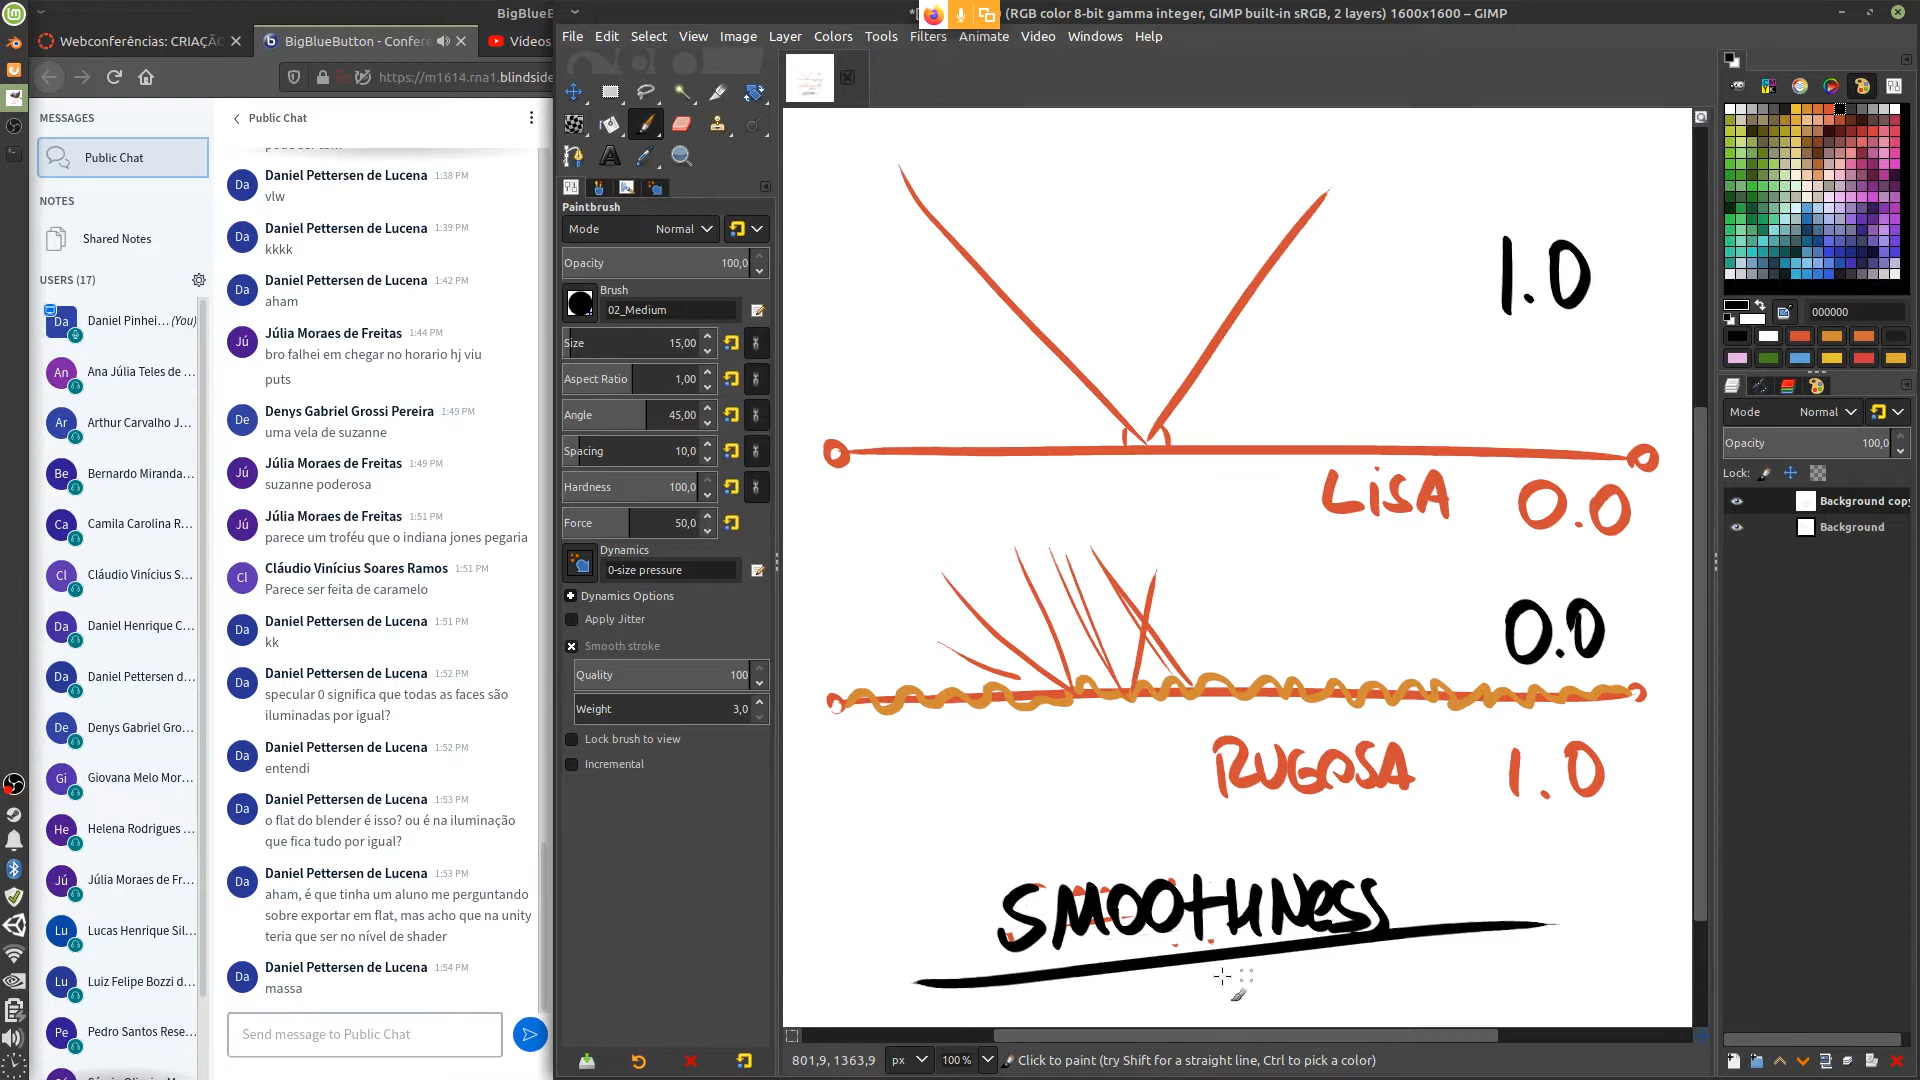 BigBlueB
(RGB color 8-bit gamma integer, GIMP built-in sRGB, 2 layers) 1600x1600 – GIMP
Webconferências: CRIAÇÃ
BigBlueButton - Confer
Vídeos
https://m1614.rna1.blindside
File Edit Select View Image Layer Colors Tools Filters Animate Video Windows Help
MESSAGES
Public Chat
NOTES
Shared Notes
USERS (17)
Daniel Pinhei... (You)
Ana Júlia Teles de ...
Arthur Carvalho J...
Bernardo Miranda...
Camila Carolina R...
Cláudio Vinícius S...
Daniel Henrique C...
Daniel Pettersen d...
Denys Gabriel Gro...
Giovana Melo Mor...
Helena Rodrigues ...
Júlia Moraes de Fr...
Lucas Henrique Sil...
Luiz Felipe Bozzi d...
Pedro Santos Rese...
Public Chat
Daniel Pettersen de Lucena 1:38 PM
vlw
Daniel Pettersen de Lucena 1:39 PM
kkkk
Daniel Pettersen de Lucena 1:42 PM
aham
Júlia Moraes de Freitas 1:44 PM
bro falhei em chegar no horario hj viu
puts
Denys Gabriel Grossi Pereira 1:49 PM
uma vela de suzanne
Júlia Moraes de Freitas 1:49 PM
suzanne poderosa
Júlia Moraes de Freitas 1:51 PM
parece um troféu que o indiana jones pegaria
Cláudio Vinícius Soares Ramos 1:51 PM
Parece ser feita de caramelo
Daniel Pettersen de Lucena 1:51 PM
kk
Daniel Pettersen de Lucena 1:52 PM
specular 0 significa que todas as faces são
iluminadas por igual?
Daniel Pettersen de Lucena 1:52 PM
entendi
Daniel Pettersen de Lucena 1:53 PM
o flat do blender é isso? ou é na iluminação
que fica tudo por igual?
Daniel Pettersen de Lucena 1:53 PM
aham, é que tinha um aluno me perguntando
sobre exportar em flat, mas acho que na unity
teria que ser no nível de shader
Daniel Pettersen de Lucena 1:54 PM
massa
Send message to Public Chat
Paintbrush
Mode Normal
Opacity 100,0
Brush
02_Medium
Size 15,00
Aspect Ratio 1,00
Angle 45,00
Spacing 10,0
Hardness 100,0
Force 50,0
Dynamics
0-size pressure
Dynamics Options
Apply Jitter
Smooth stroke
Quality 100
Weight 3,0
Lock brush to view
Incremental
1.0
LISA 0.0
0.0
RUGOSA 1.0
SMOOTHNESS
801,9, 1363,9 px 100% Click to paint (try Shift for a straight line, Ctrl to pick a color)
000000
Mode Normal
Opacity 100,0
Lock:
Background copy
Background